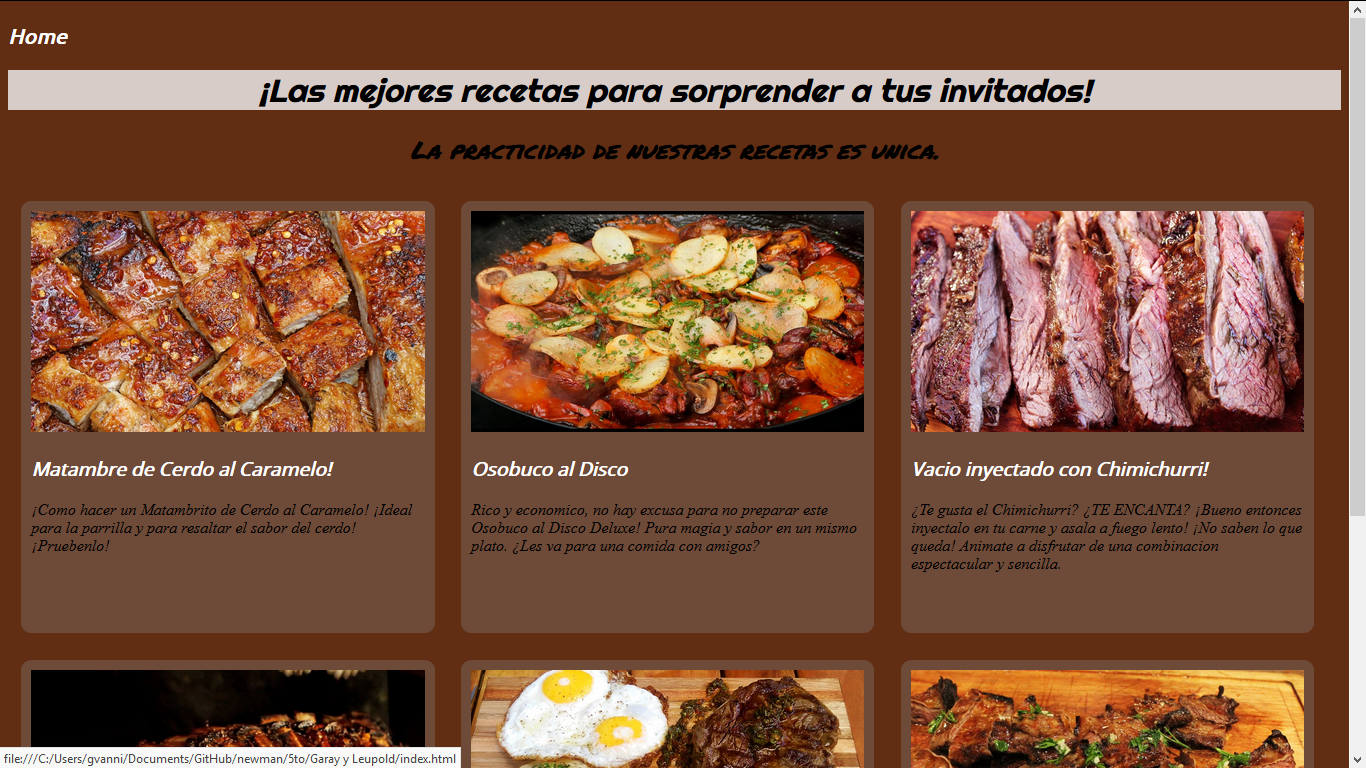 Home
¡Las mejores recetas para sorprender a tus invitados!
La practicidad de nuestras recetas es unica.
Matambre de Cerdo al Caramelo!
¡Como hacer un Matambrito de Cerdo al Caramelo! ¡Ideal
para la parrilla y para resaltar el sabor del cerdo!
¡Pruebenlo!
Osobuco al Disco
Rico y economico, no hay excusa para no preparar este
Osobuco al Disco Deluxe! Pura magia y sabor en un mismo
plato. ¿Les va para una comida con amigos?
Vacio inyectado con Chimichurri!
¿Te gusta el Chimichurri? ¿TE ENCANTA? ¡Bueno entonces
inyectalo en tu carne y asala a fuego lento! ¡No saben lo que
queda! Animate a disfrutar de una combinacion
espectacular y sencilla.
file:///C:/Users/gvanni/Documents/GitHub/newman/5to/Garay y Leupold/index.html